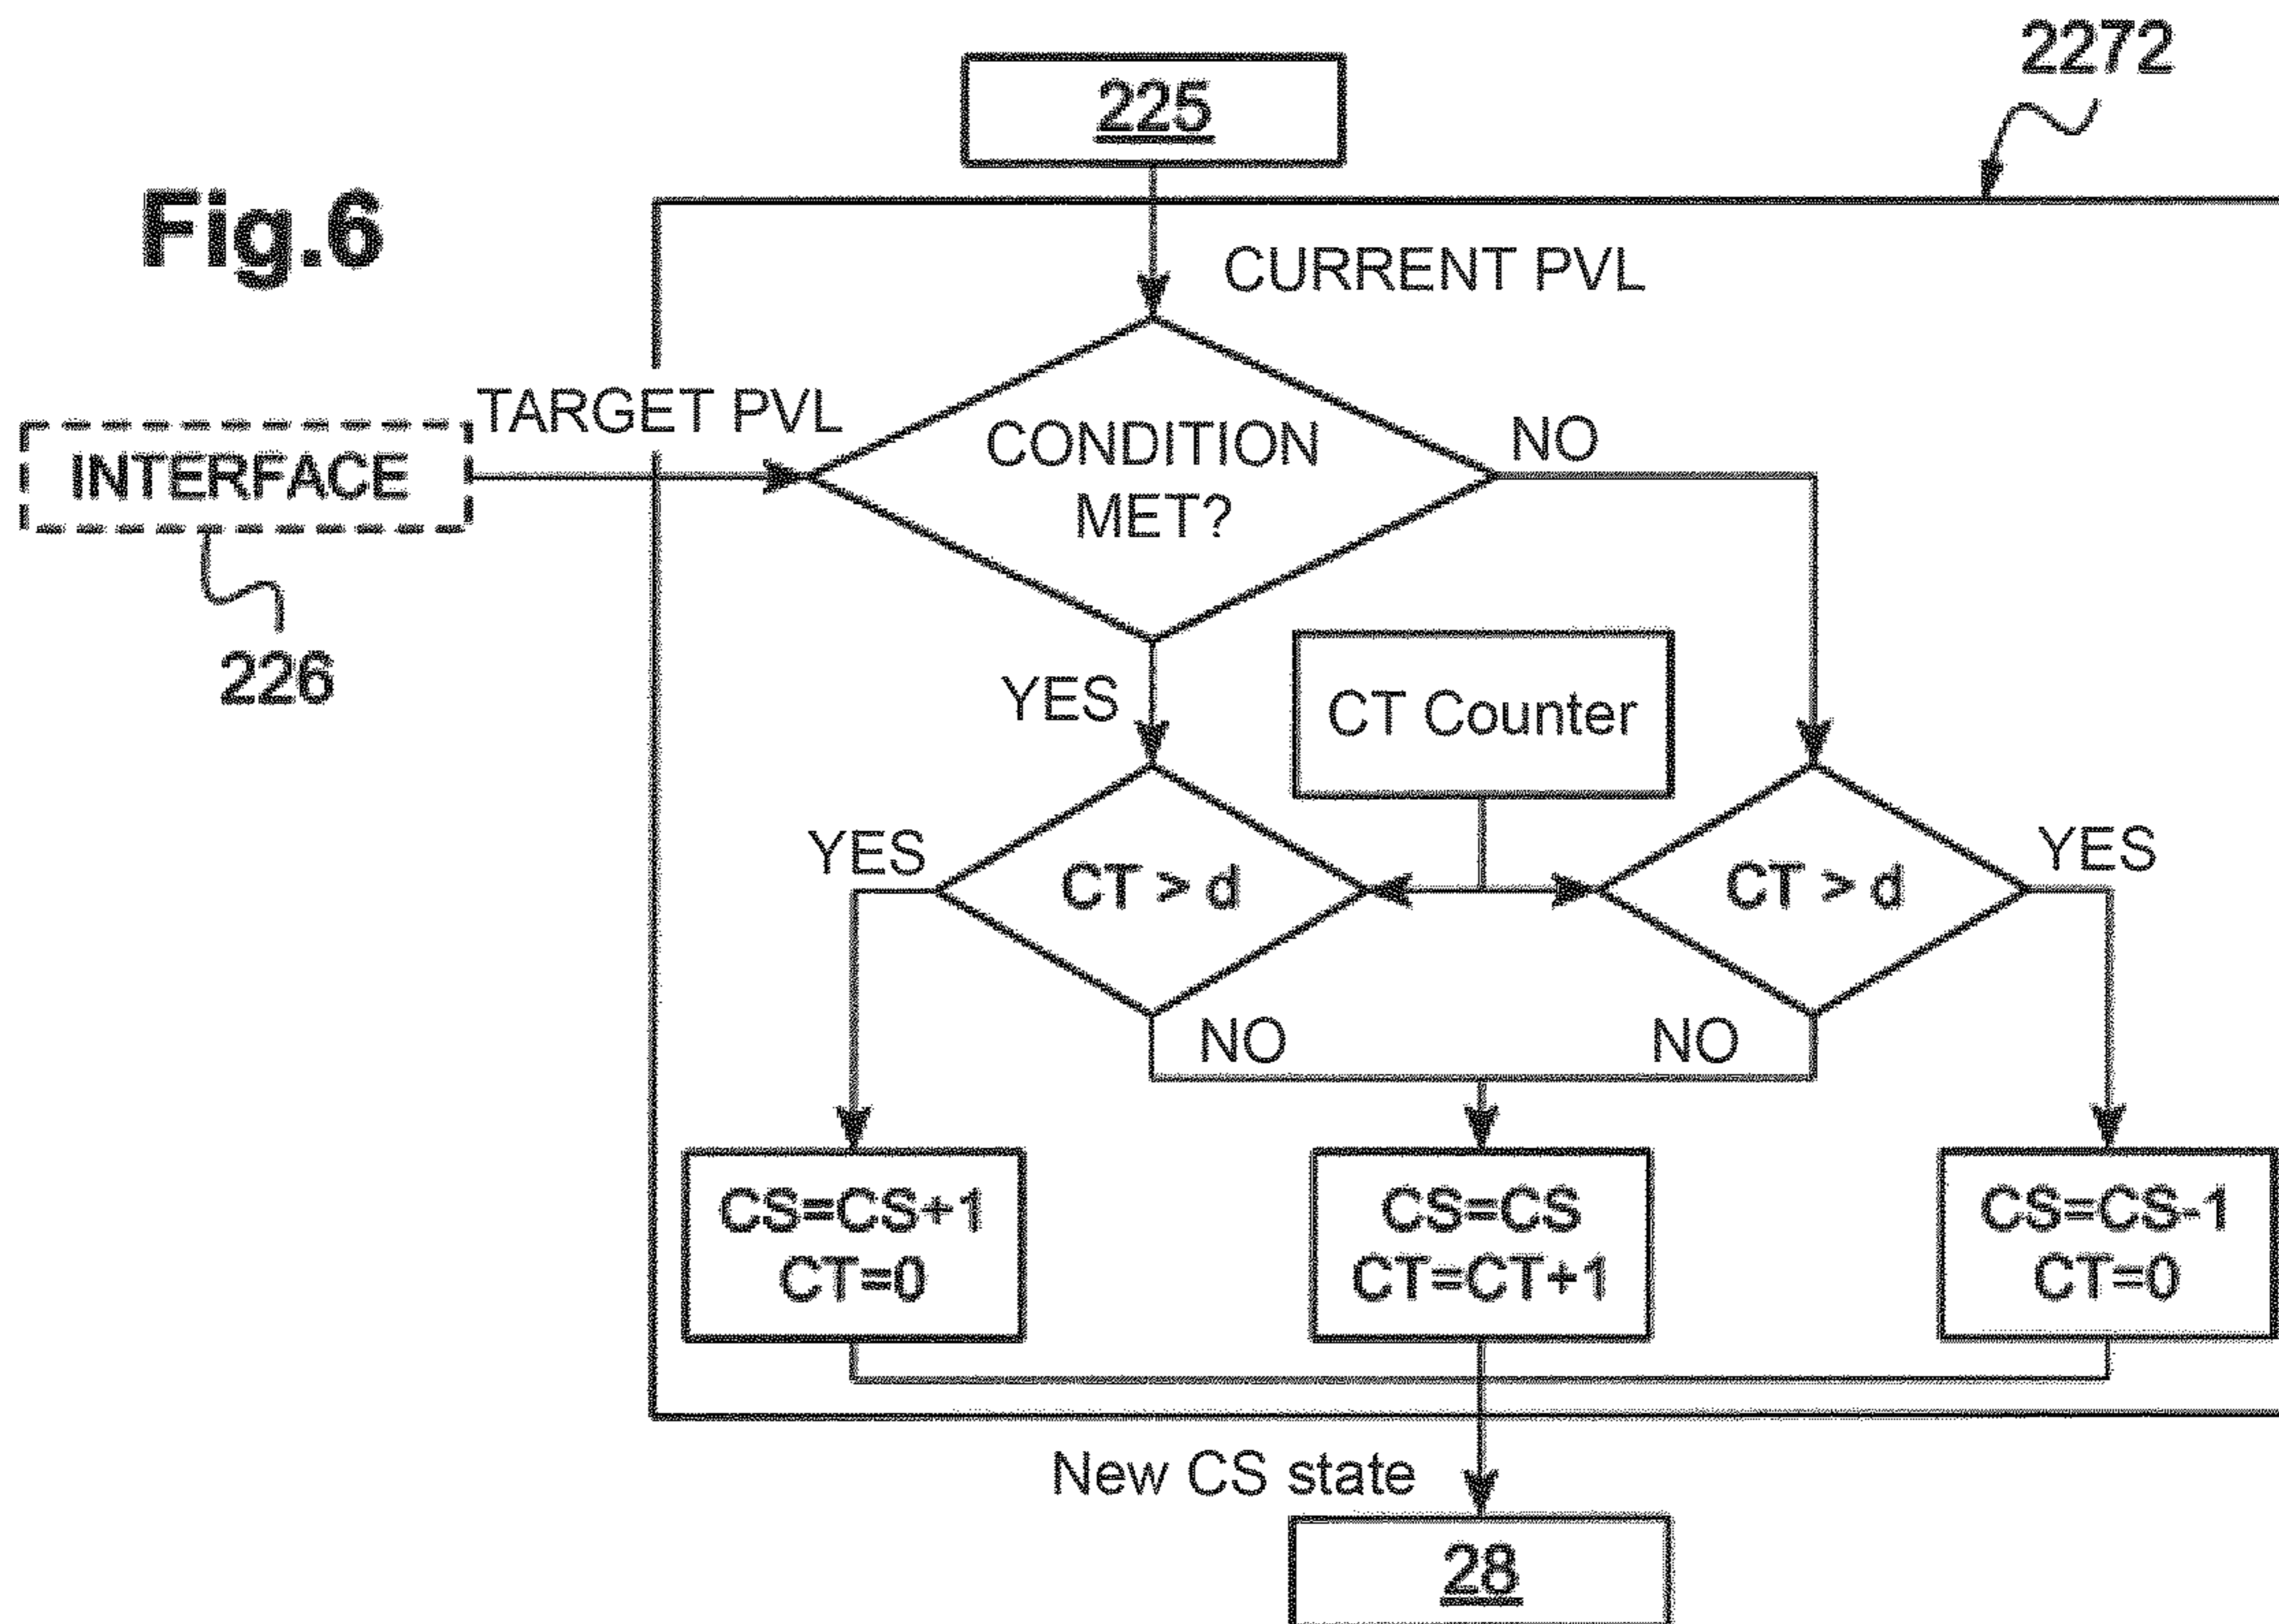 2272
225
Fig.6
CURRENT PVL
TARGET PVL
INTERFACE
CONDITION
MET?
NO
226
YES
CT Counter
YES
CT > d
CT > d
YES
NO
NO
CS=CS+1
CT=0
CS=CS
CT=CT+1
CS=CS-1
CT=0
New CS state
28